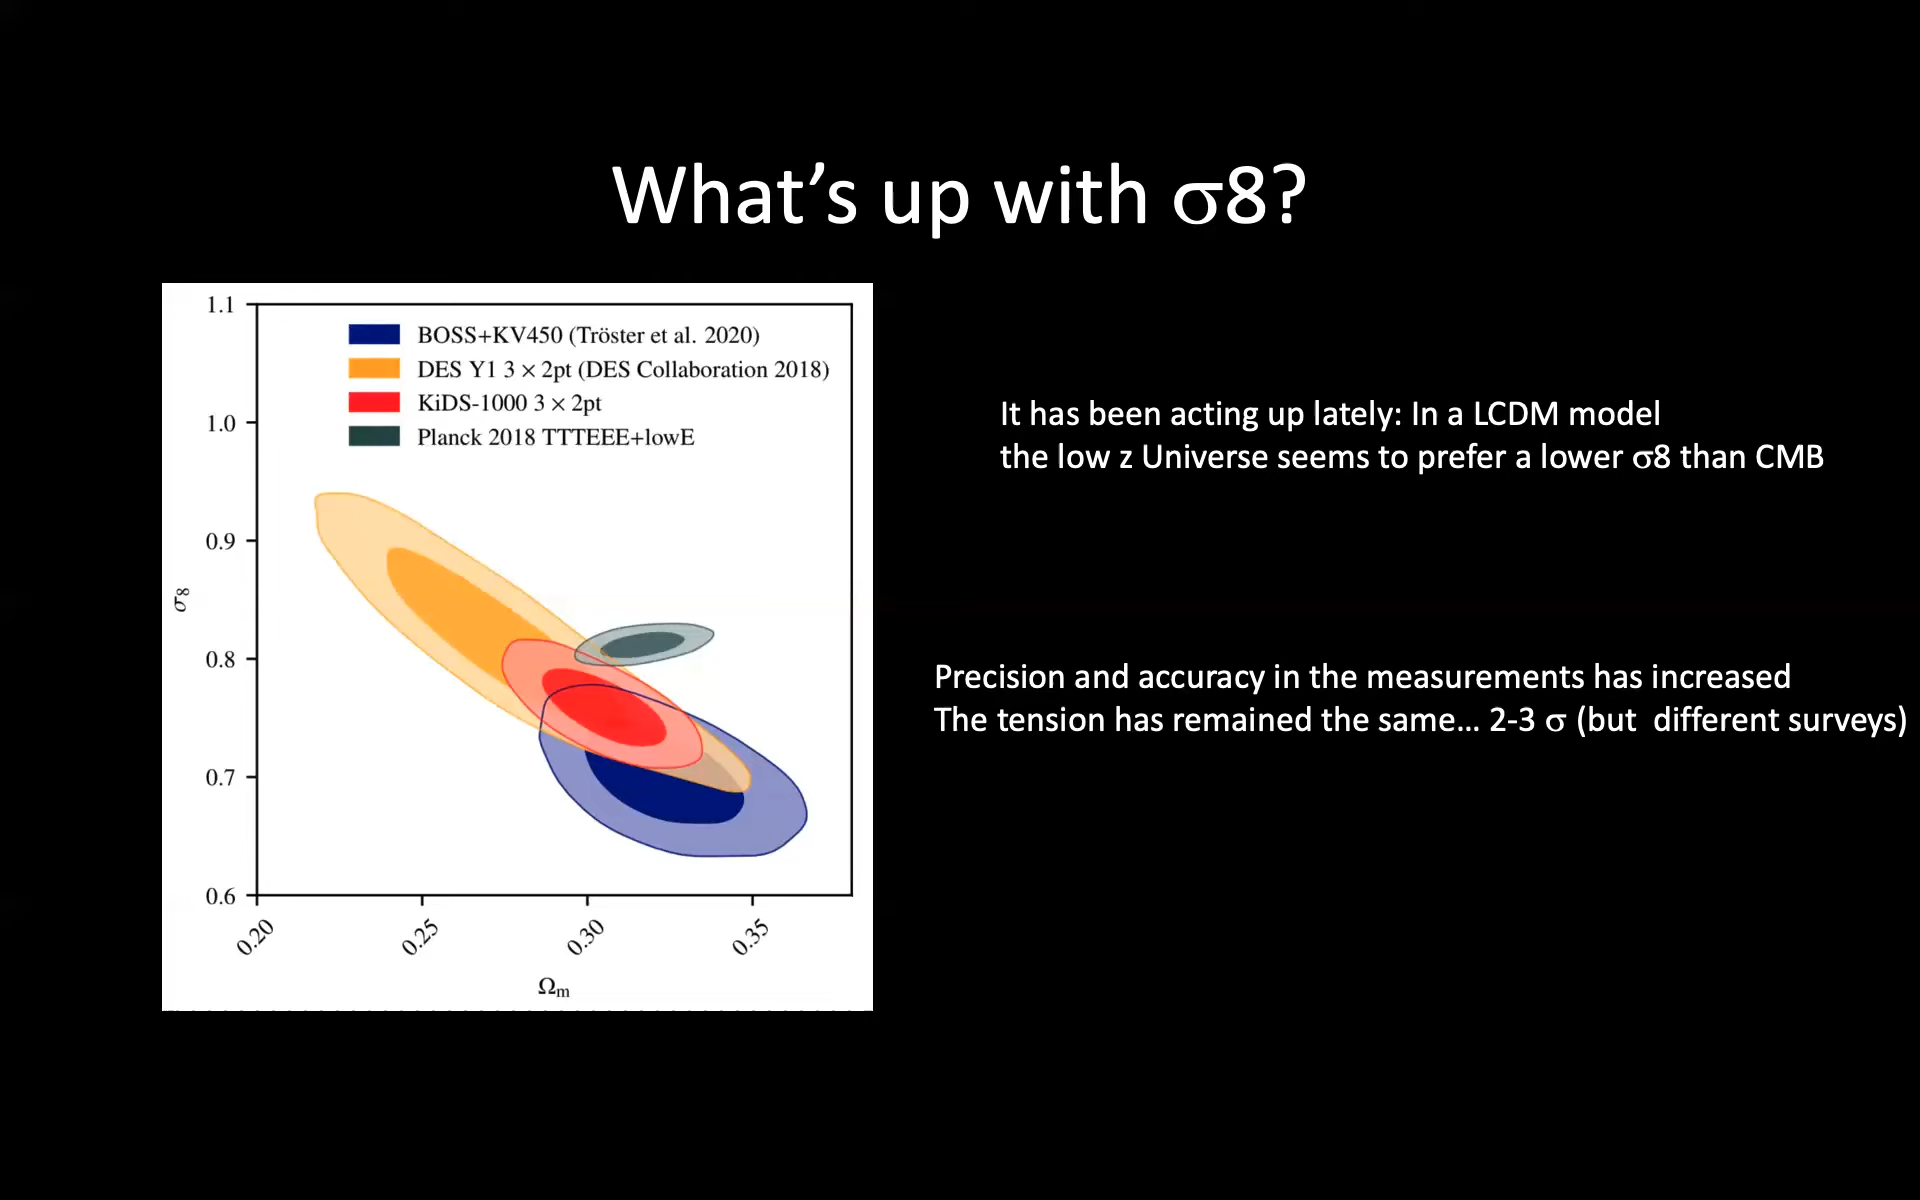 What's up with σ8?
1.1
1.0
0.9
0.8
0.7
0.6
σ8
BOSS+KV450 (Tröster et al. 2020)
DES Y1 3 × 2pt (DES Collaboration 2018)
KiDS-1000 3 × 2pt
Planck 2018 TTTEEE+lowE
0.20
0.25
0.30
0.35
Ωm
It has been acting up lately: In a LCDM model
the low z Universe seems to prefer a lower σ8 than CMB
Precision and accuracy in the measurements has increased
The tension has remained the same... 2-3 σ (but different surveys)